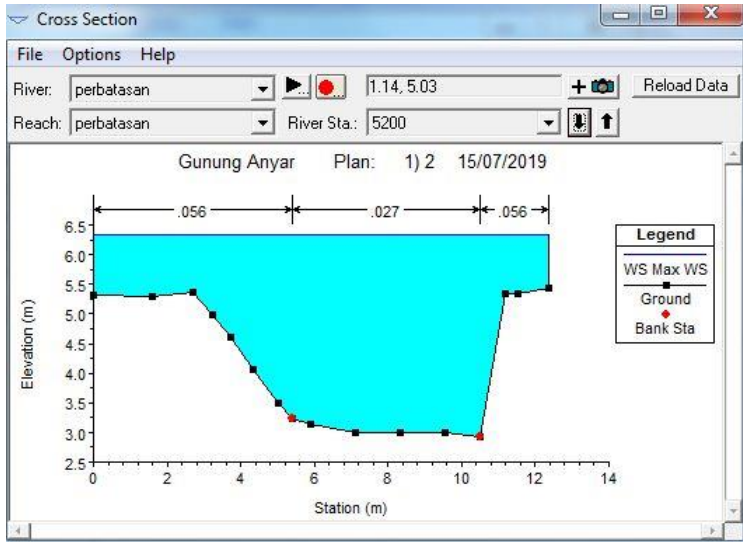 Cross Section
File Options Help
River: perbatasan ... ... 1.14, 5.03 + Reload Data
Reach: perbatasan River Sta.: 5200
Gunung Anyar Plan: 1) 2 15/07/2019
.056 .027 .056
6.5
6.0
5.5
5.0
4.5
4.0
3.5
3.0
2.5
Elevation (m)
0 2 4 6 8 10 12 14
Station (m)
Legend
WS Max WS
Ground
Bank Sta